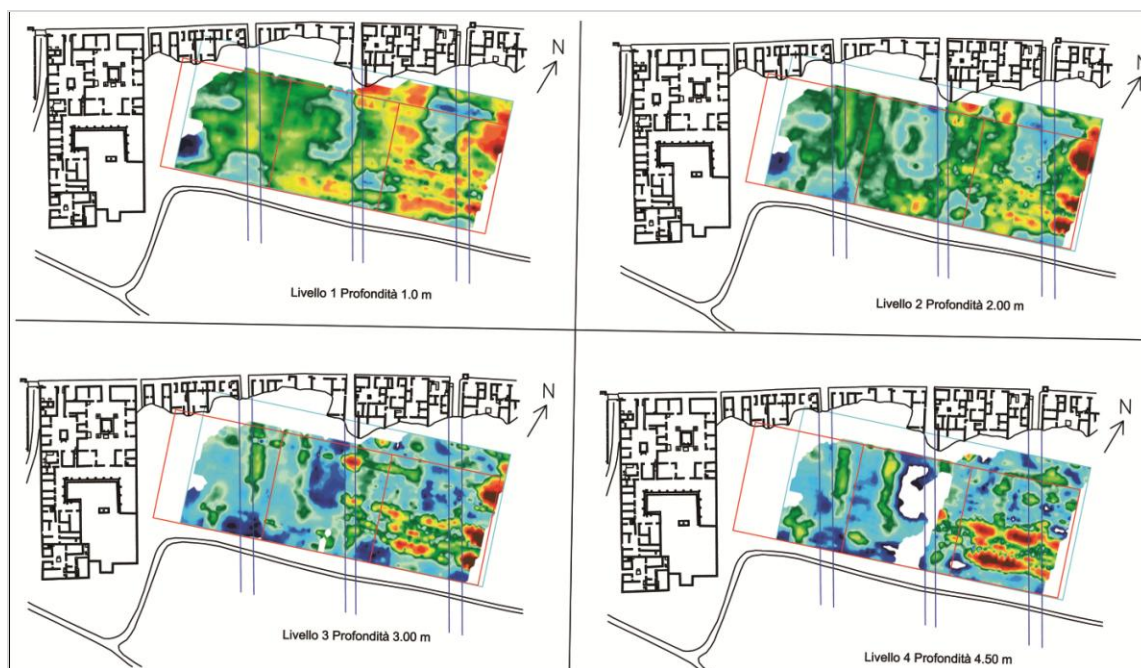 N
Livello 1 Profondità 1.0 m
N
Livello 2 Profondità 2.00 m
N
Livello 3 Profondità 3.00 m
N
Livello 4 Profondità 4.50 m